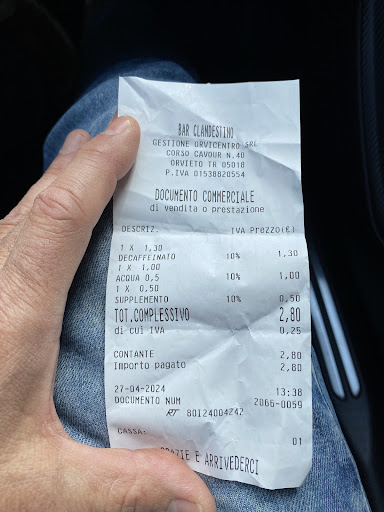 BAR CLANDESTINO
GESTIONE ORVICENTRO SRL
CORSO CAVOUR N.40
ORVIETO TR 05018
P.IVA 01538820554
DOCUMENTO COMMERCIALE
di vendita o prestazione
DESCRIZ. IVA Prezzo(€)
1 X 1,30
DECAFFEINATO 10% 1,30
1 X 1,00
ACQUA 0,5 10% 1,00
1 X 0,50
SUPPLEMENTO 10% 0,50
TOT.COMPLESSIVO 2,80
di cui IVA 0,25
CONTANTE 2,80
Importo pagato 2,80
27-04-2024 13:38
DOCUMENTO NUM 2066-0059
RT 80124004242
CASSA: 01
E ARRIVEDERCI